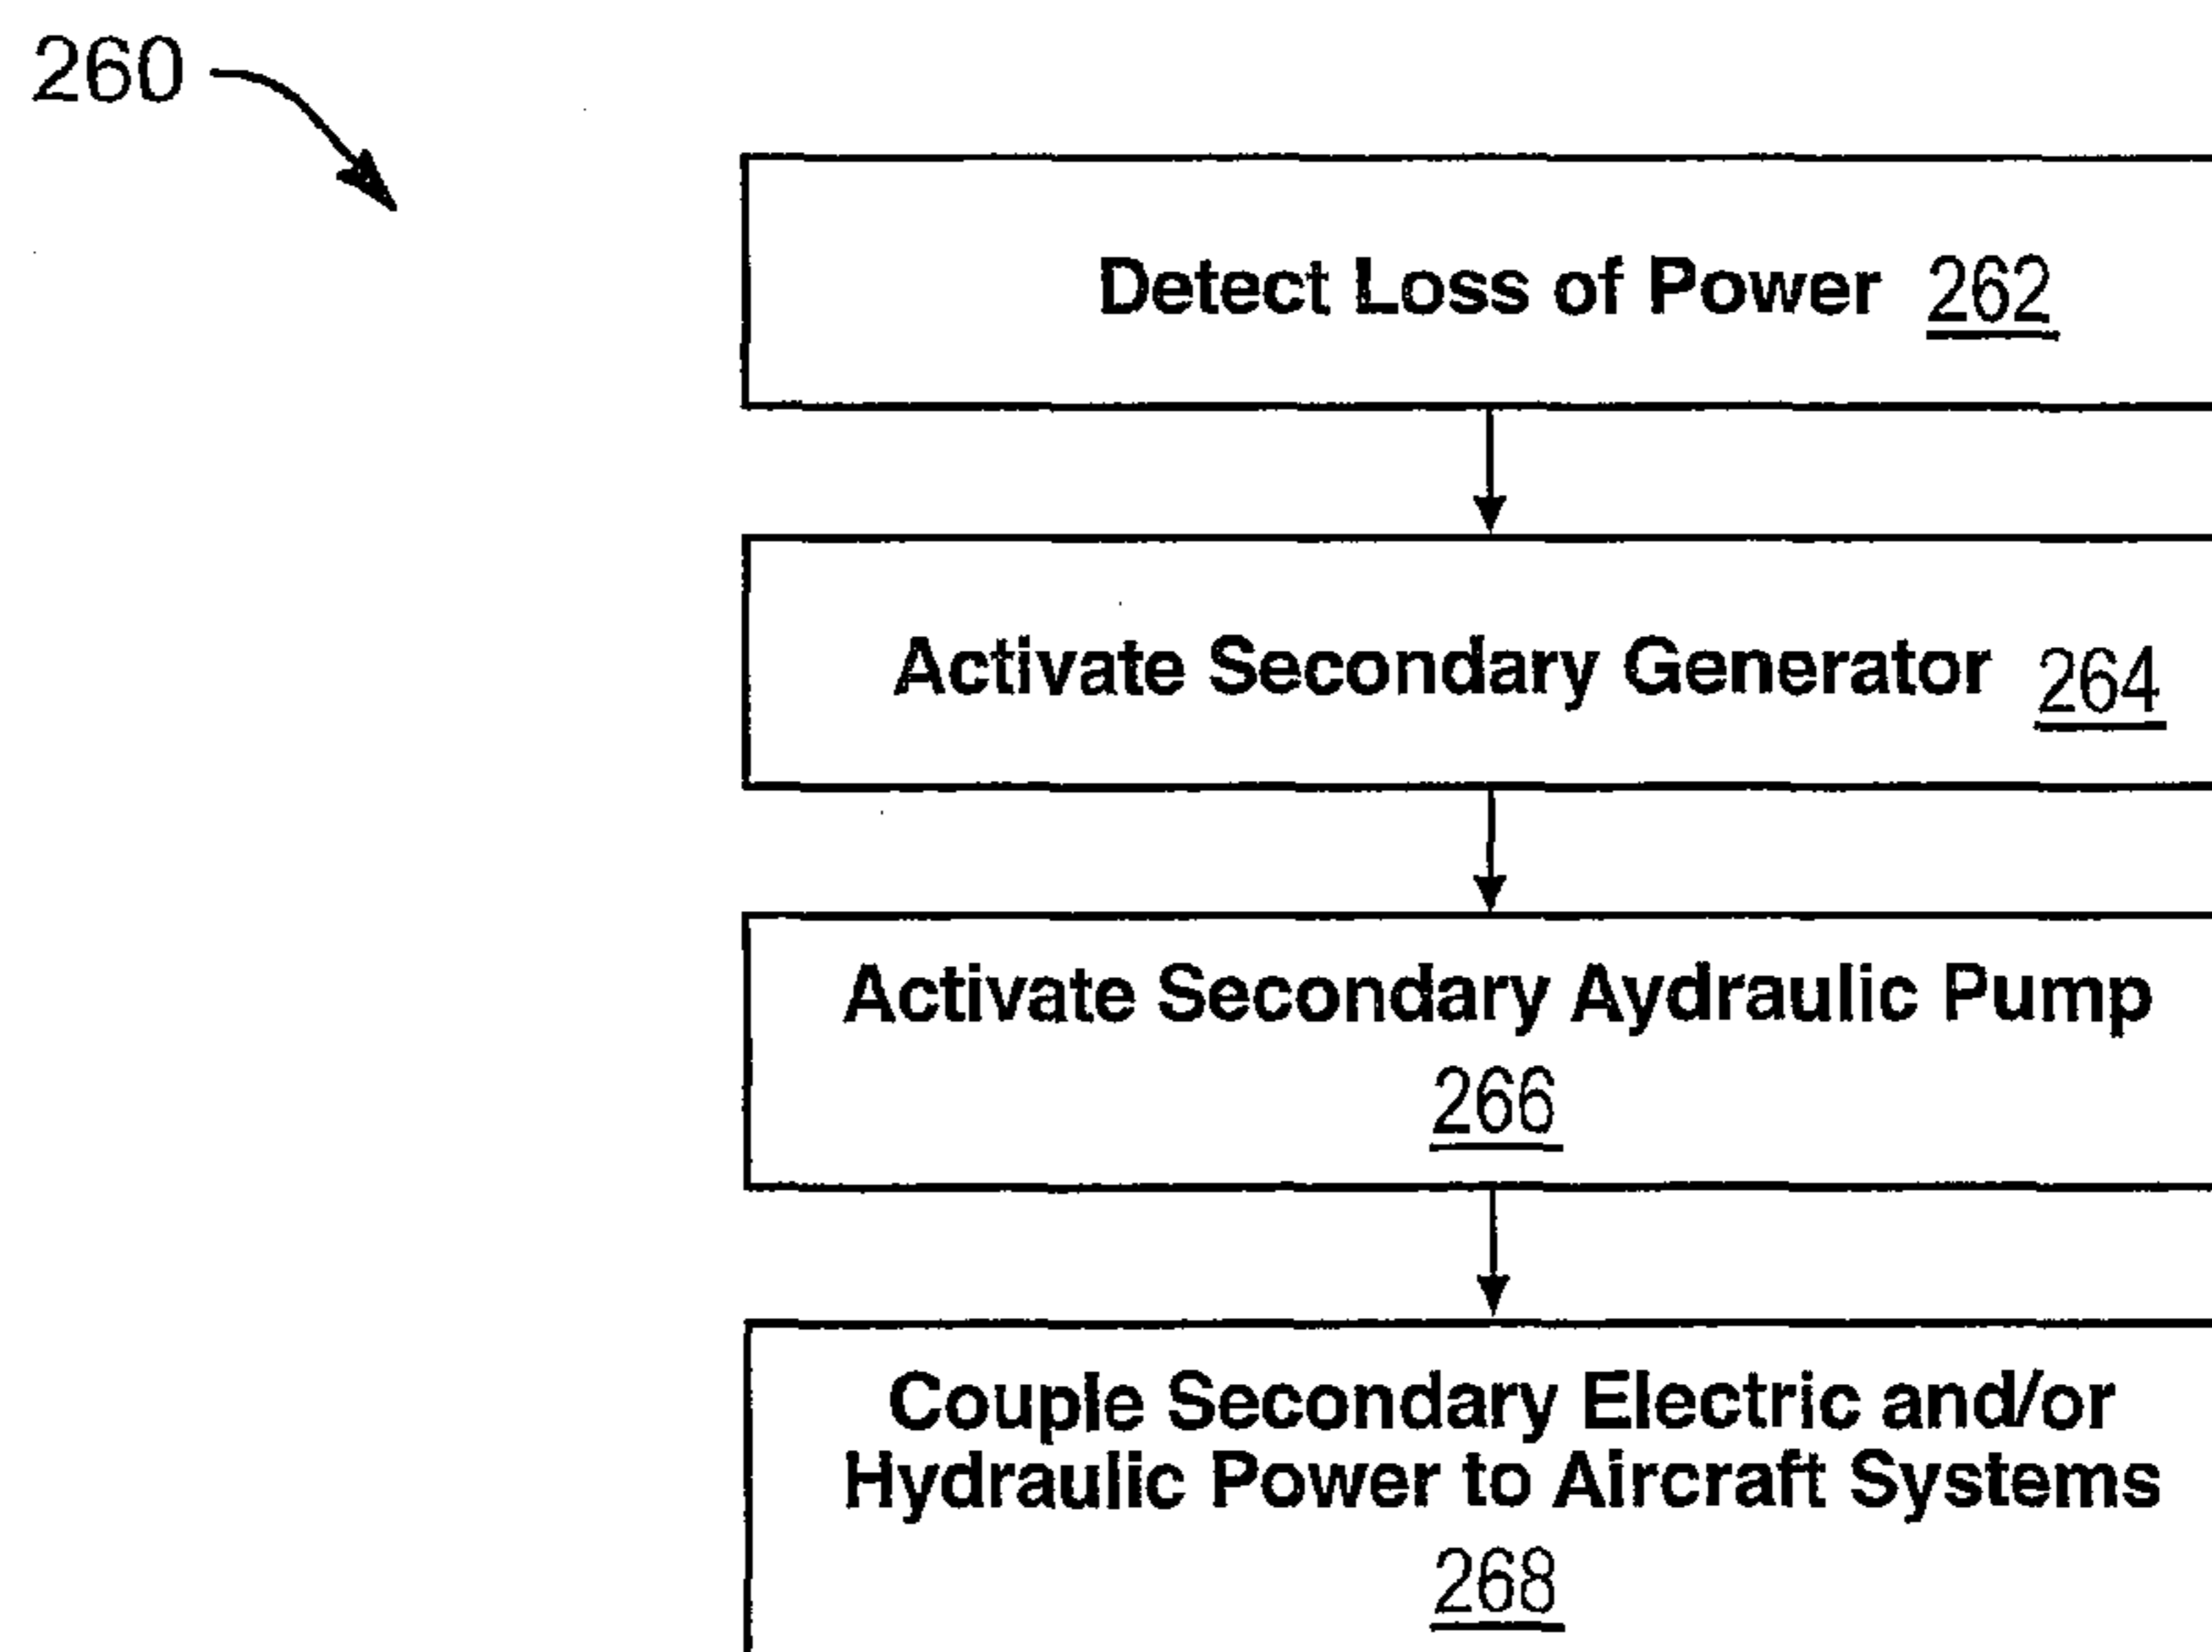 260
Detect Loss of Power 262
Activate Secondary Generator 264
Activate Secondary Aydraulic Pump
266
Couple Secondary Electric and/or
Hydraulic Power to Aircraft Systems
268